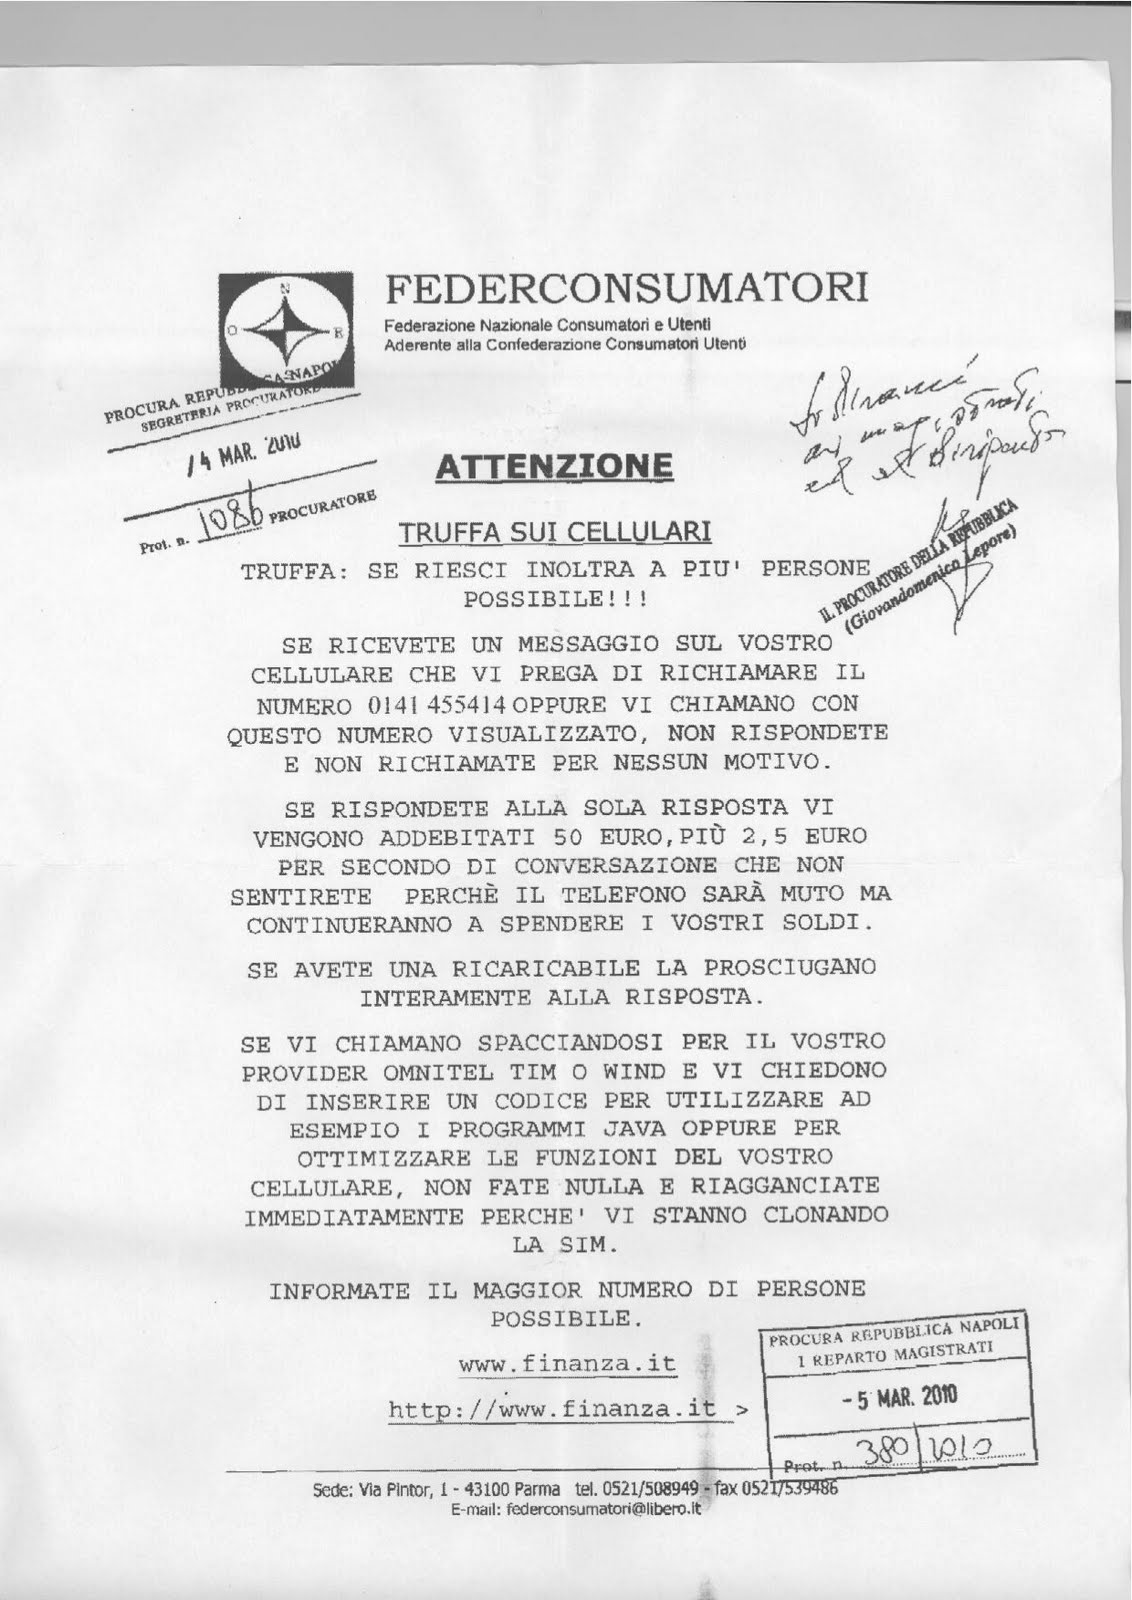 N
O
E
FEDERCONSUMATORI
Federazione Nazionale Consumatori e Utenti
Aderente alla Confederazione Consumatori Utenti
PROCURA REPUBBLICA NAPOLI
SEGRETERIA PROCURATORE
14 MAR. 2010
Prot. n. 1086 PROCURATORE
IL PROCURATORE DELLA REPUBBLICA
(Giovandomenico Lepore)
ATTENZIONE
TRUFFA SUI CELLULARI
TRUFFA: SE RIESCI INOLTRA A PIU' PERSONE
POSSIBILE!!!
SE RICEVETE UN MESSAGGIO SUL VOSTRO
CELLULARE CHE VI PREGA DI RICHIAMARE IL
NUMERO 0141 455414 OPPURE VI CHIAMANO CON
QUESTO NUMERO VISUALIZZATO, NON RISPONDETE
E NON RICHIAMATE PER NESSUN MOTIVO.
SE RISPONDETE ALLA SOLA RISPOSTA VI
VENGONO ADDEBITATI 50 EURO,PIÙ 2,5 EURO
PER SECONDO DI CONVERSAZIONE CHE NON
SENTIRETE PERCHÈ IL TELEFONO SARÀ MUTO MA
CONTINUERANNO A SPENDERE I VOSTRI SOLDI.
SE AVETE UNA RICARICABILE LA PROSCIUGANO
INTERAMENTE ALLA RISPOSTA.
SE VI CHIAMANO SPACCIANDOSI PER IL VOSTRO
PROVIDER OMNITEL TIM O WIND E VI CHIEDONO
DI INSERIRE UN CODICE PER UTILIZZARE AD
ESEMPIO I PROGRAMMI JAVA OPPURE PER
OTTIMIZZARE LE FUNZIONI DEL VOSTRO
CELLULARE, NON FATE NULLA E RIAGGANCIATE
IMMEDIATAMENTE PERCHE' VI STANNO CLONANDO
LA SIM.
INFORMATE IL MAGGIOR NUMERO DI PERSONE
POSSIBILE.
www.finanza.it
http://www.finanza.it >
PROCURA REPUBBLICA NAPOLI
1 REPARTO MAGISTRATI
- 5 MAR. 2010
Prot. n. 380/2010
Sede: Via Pintor, 1 - 43100 Parma tel. 0521/508949 - fax 0521/539486
E-mail: federconsumatori@libero.it